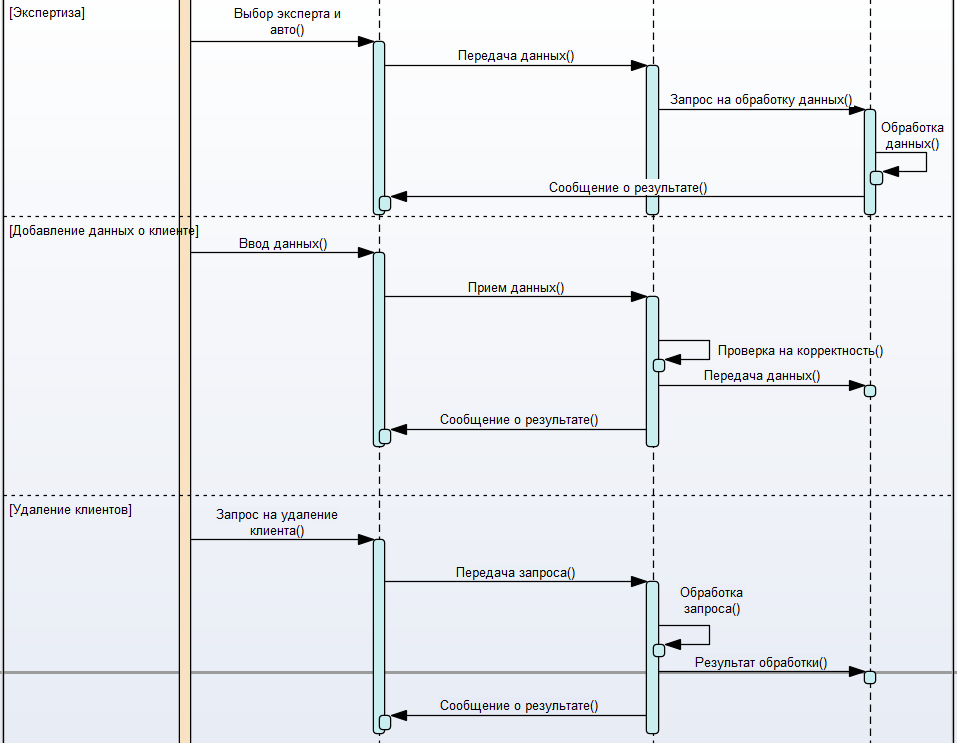 [Экспертиза]
Выбор эксперта и
авто()
Передача данных()
Запрос на обработку данных()
Обработка
данных()
Сообщение о результате()
[Добавление данных о клиенте]
Ввод данных()
Прием данных()
Проверка на корректность()
Передача данных()
Сообщение о результате()
[Удаление клиентов]
Запрос на удаление
клиента()
Передача запроса()
Обработка
запроса()
Результат обработки()
Сообщение о результате()